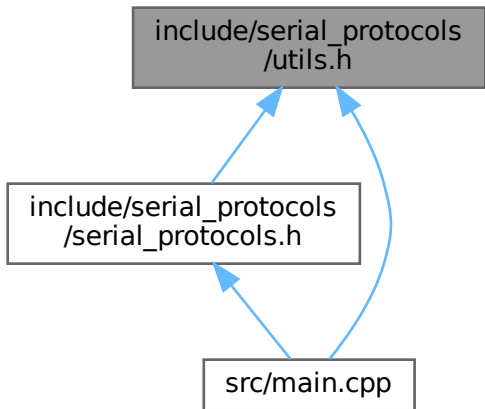 include/serial_protocols
/utils.h
include/serial_protocols
/serial_protocols.h
src/main.cpp